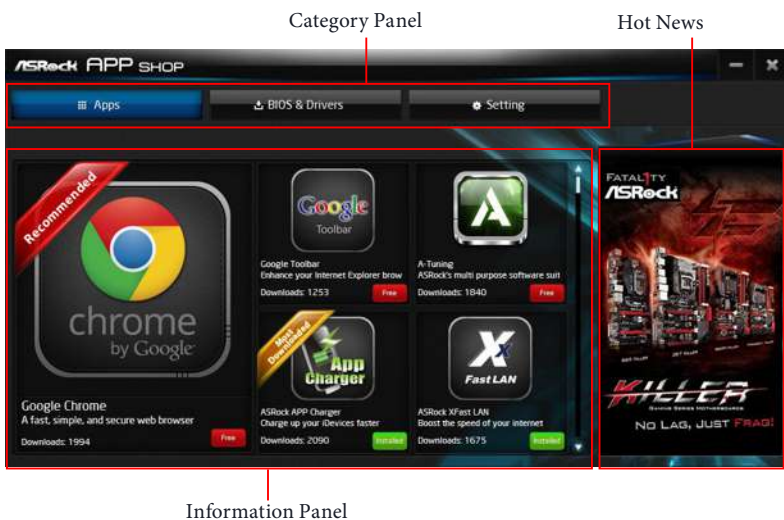 Category Panel
Hot News
ASRock APP SHOP
Apps
BIOS & Drivers
Setting
Recommended
chrome
by Google
Google Chrome
A fast, simple, and secure web browser
Downloads: 1994
Free
Google
Toolbar
Google Toolbar
Enhance your Internet Explorer brow
Downloads: 1253
Free
A-Tuning
ASRock's multi purpose software suit
Downloads: 1840
Free
Most
Downloaded
App
Charger
ASRock APP Charger
Charge up your iDevices faster
Downloads: 2090
Installed
X
Fast LAN
ASRock XFast LAN
Boost the speed of your internet
Downloads: 1675
Installed
FATAL1TY
ASRock
KILLER
GAMING SERIES MOTHERBOARDS
NO LAG, JUST FRAG!
Information Panel